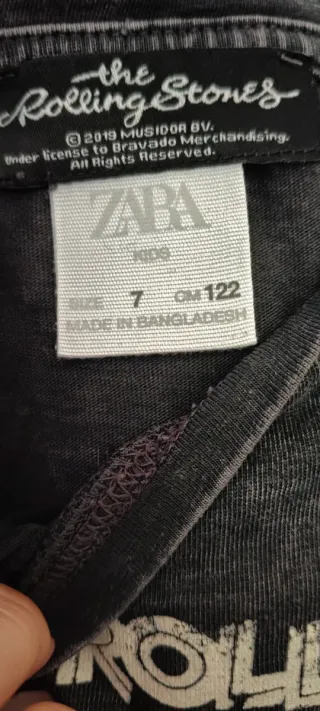 the
Rolling Stones
© 2019 MUSIDOR BV.
Under license to Bravado Merchandising.
All Rights Reserved.
ZARA
KIDS
SIZE 7 CM 122
MADE IN BANGLADESH